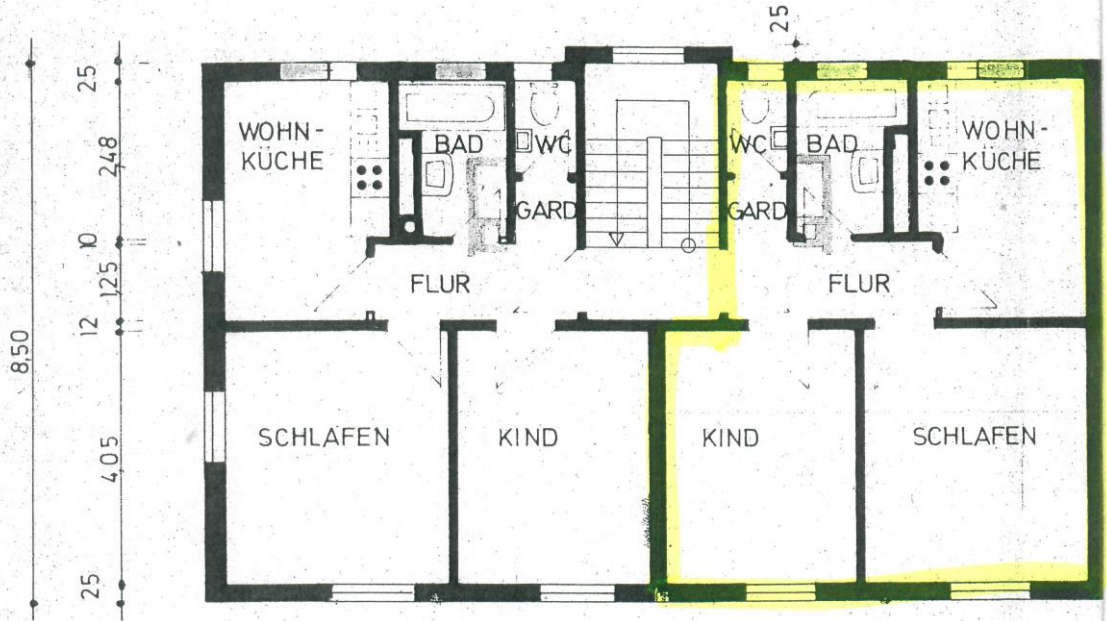 25
25
2,48
10
1,25
12
4,05
25
8,50
WOHN-
KÜCHE
BAD
WC
GARD
FLUR
SCHLAFEN
KIND
WC
GARD
BAD
WOHN-
KÜCHE
FLUR
KIND
SCHLAFEN